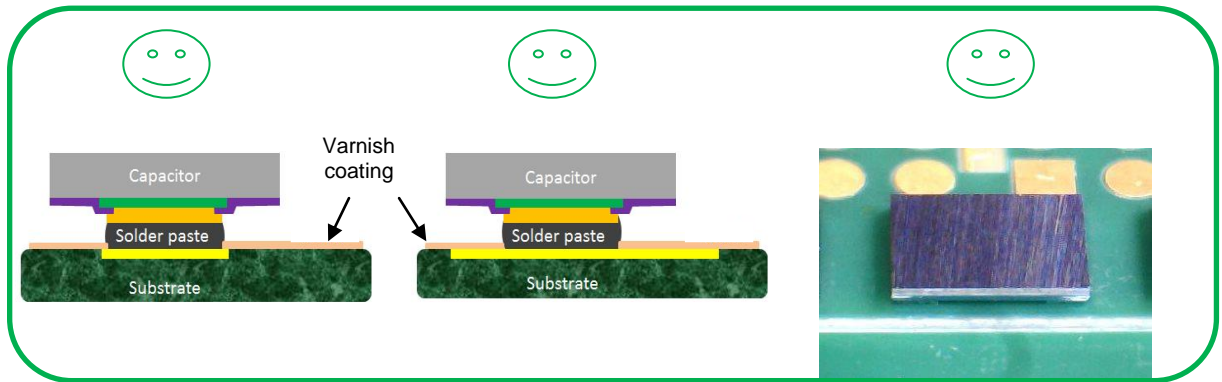 Varnish
coating
Capacitor
Solder paste
Substrate
Capacitor
Solder paste
Substrate